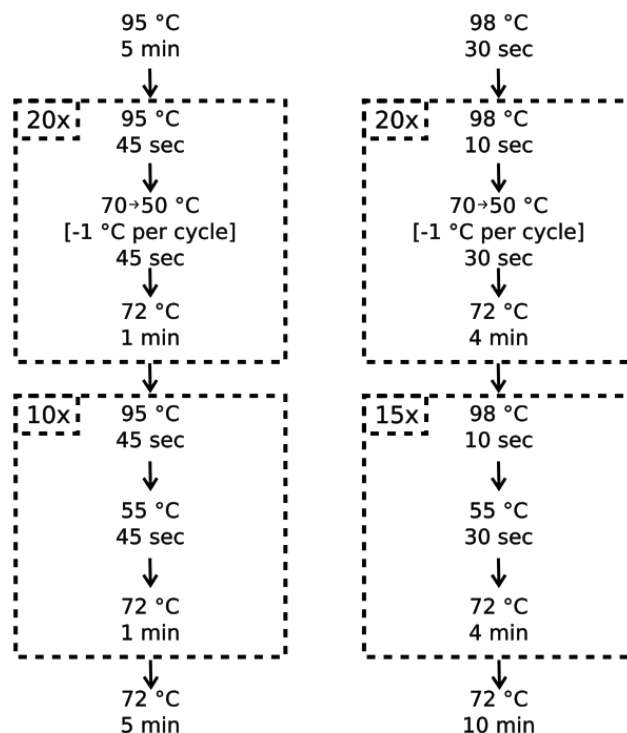 95 °C
5 min
20x
95 °C
45 sec
70→50 °C
[-1 °C per cycle]
45 sec
72 °C
1 min
10x
95 °C
45 sec
55 °C
45 sec
72 °C
1 min
72 °C
5 min
98 °C
30 sec
20x
98 °C
10 sec
70→50 °C
[-1 °C per cycle]
30 sec
72 °C
4 min
15x
98 °C
10 sec
55 °C
30 sec
72 °C
4 min
72 °C
10 min